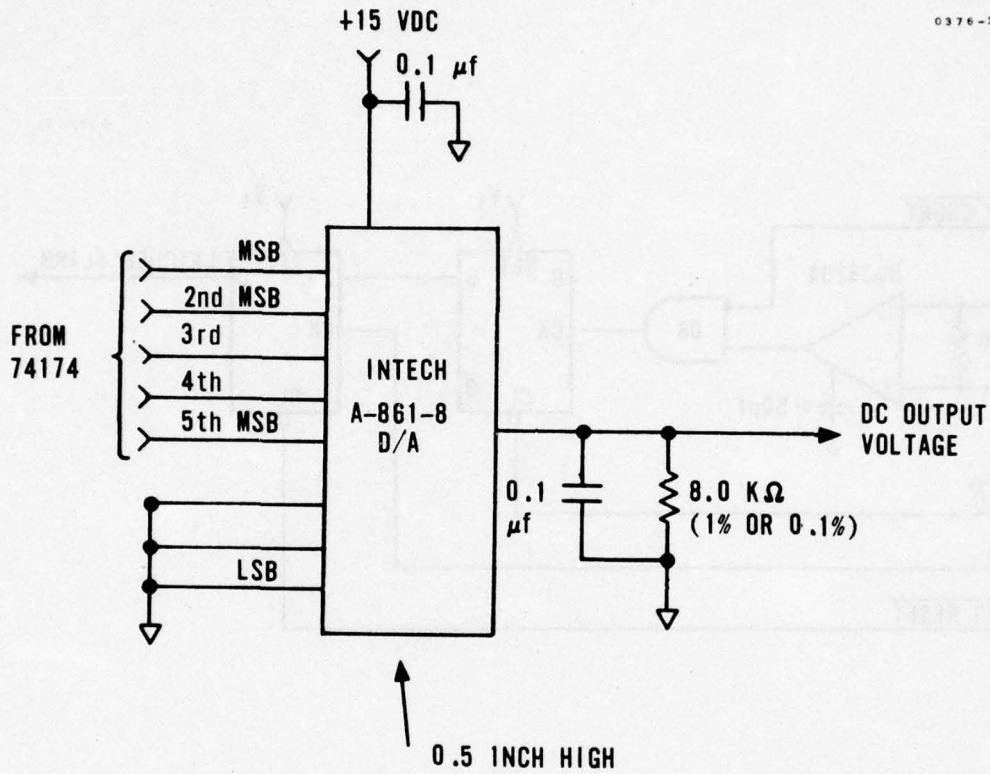 0376-
+15 VDC
0.1 μf
MSB
2nd MSB
3rd
4th
5th MSB
FROM
74174
INTECH
A-861-8
D/A
LSB
0.1
μf
8.0 KΩ
(1% OR 0.1%)
DC OUTPUT
VOLTAGE
0.5 INCH HIGH